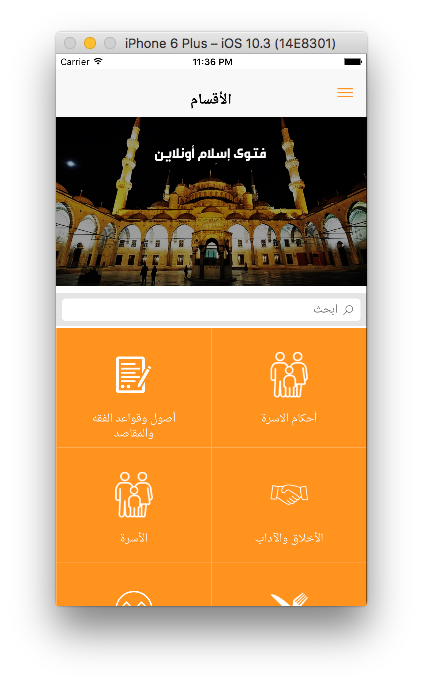 iPhone 6 Plus – iOS 10.3 (14E8301)
Carrier 11:36 PM
الأقسام
فتوى إسلام أونلاين
ابحث
أحكام الاسرة
أصول وقواعد الفقه
والمقاصد
الأخلاق والآداب
الأسرة